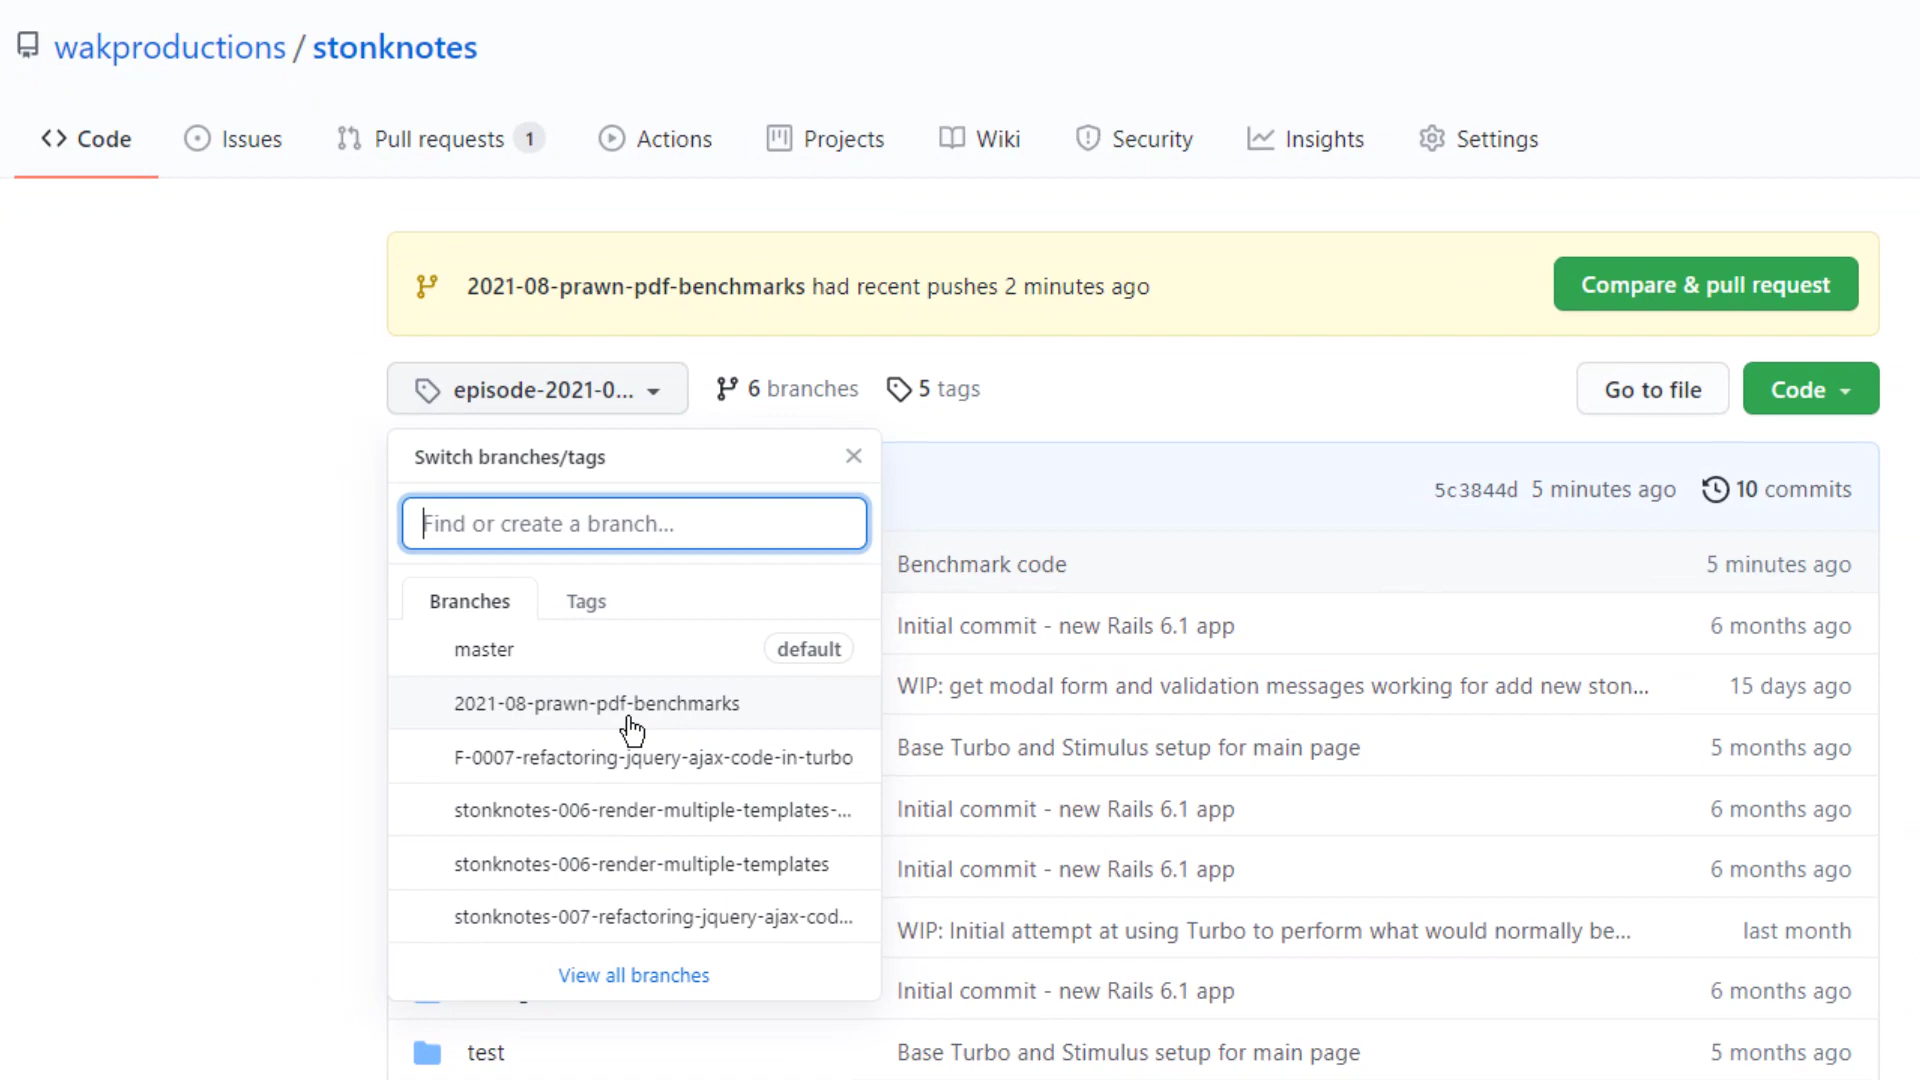 wakproductions / stonknotes
Code Issues Pull requests 1 Actions Projects Wiki Security Insights Settings
2021-08-prawn-pdf-benchmarks had recent pushes 2 minutes ago Compare & pull request
episode-2021-0... 6 branches 5 tags Go to file Code
Switch branches/tags
5c3844d 5 minutes ago 10 commits
Find or create a branch...
Benchmark code 5 minutes ago
Branches Tags
Initial commit - new Rails 6.1 app 6 months ago
master default
WIP: get modal form and validation messages working for add new ston... 15 days ago
2021-08-prawn-pdf-benchmarks
Base Turbo and Stimulus setup for main page 5 months ago
F-0007-refactoring-jquery-ajax-code-in-turbo
stonknotes-006-render-multiple-templates-...
Initial commit - new Rails 6.1 app 6 months ago
stonknotes-006-render-multiple-templates
Initial commit - new Rails 6.1 app 6 months ago
stonknotes-007-refactoring-jquery-ajax-cod...
WIP: Initial attempt at using Turbo to perform what would normally be... last month
View all branches
Initial commit - new Rails 6.1 app 6 months ago
test Base Turbo and Stimulus setup for main page 5 months ago